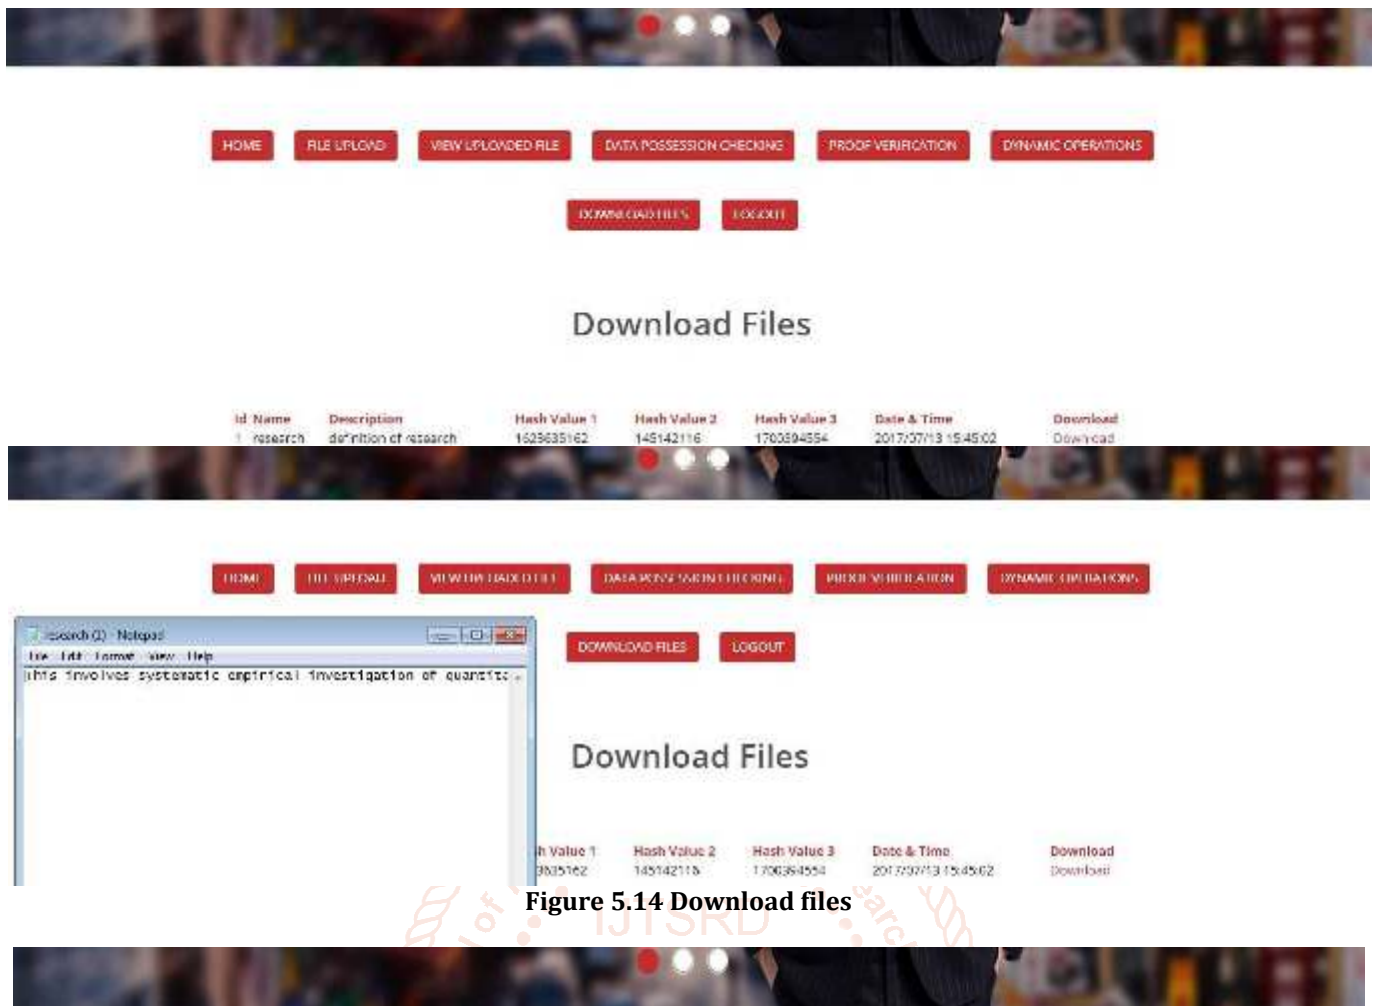 HOME FILE UPLOAD VIEW UPLOADED FILE DATA POSSESSION CHECKING PROOF VERIFICATION DYNAMIC OPERATIONS
DOWNLOAD FILES LOGOUT
Download Files
Id Name Description Hash Value 1 Hash Value 2 Hash Value 3 Date & Time Download
1 research definition of research 1623635162 145142116 1700394554 2017/07/13 15:45:02 Download
HOME FILE UPLOAD VIEW UPLOADED FILE DATA POSSESSION CHECKING PROOF VERIFICATION DYNAMIC OPERATIONS
research (2) - Notepad
File Edit Format View Help
This involves systematic empirical investigation of quantita
DOWNLOAD FILES LOGOUT
Download Files
h Value 1 Hash Value 2 Hash Value 3 Date & Time Download
3635162 145142116 1700394554 2017/07/13 15:45:02 Download
Figure 5.14 Download files
IJTSRD